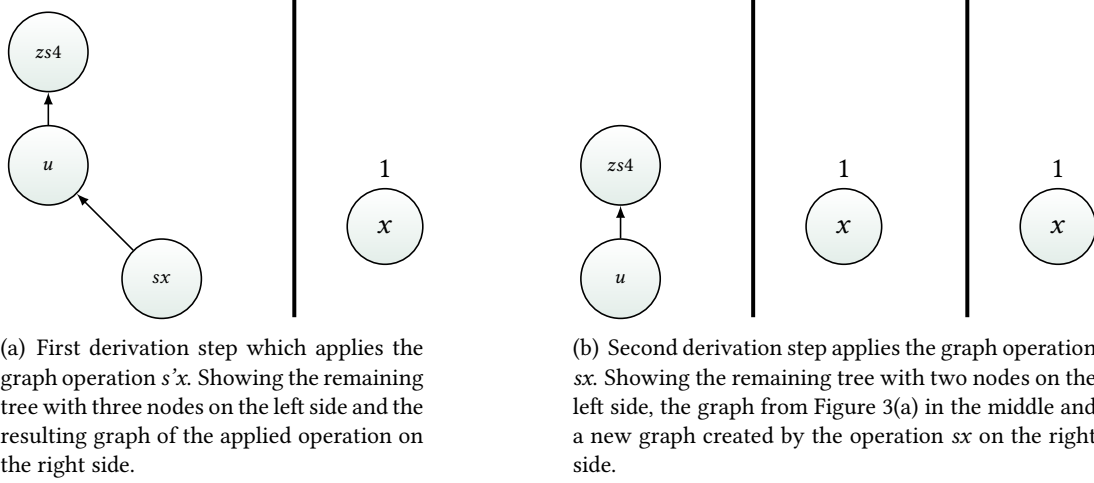 zs4
u
sx
1
x
(a) First derivation step which applies the
graph operation s’x. Showing the remaining
tree with three nodes on the left side and the
resulting graph of the applied operation on
the right side.
zs4
u
1
x
1
x
(b) Second derivation step applies the graph operation
sx. Showing the remaining tree with two nodes on the
left side, the graph from Figure 3(a) in the middle and
a new graph created by the operation sx on the right
side.